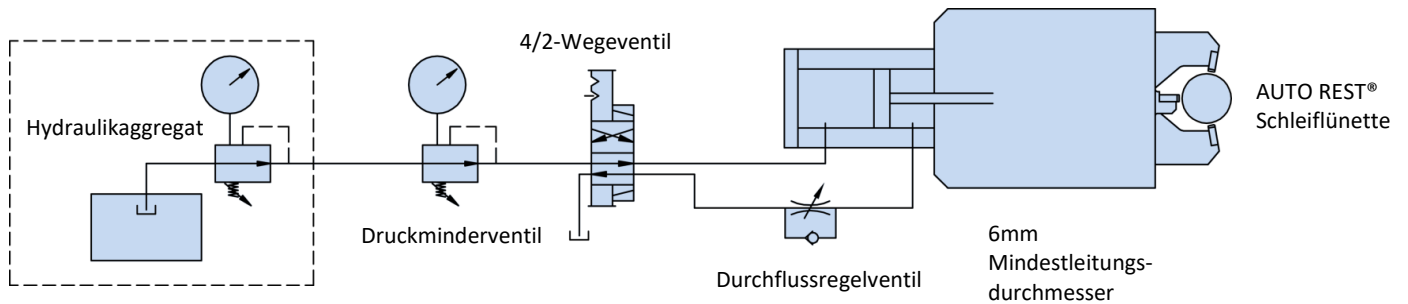 4/2-Wegeventil
Hydraulikaggregat
AUTO REST®
Schleiflünette
Druckminderventil
Durchflussregelventil
6mm
Mindestleitungs-
durchmesser